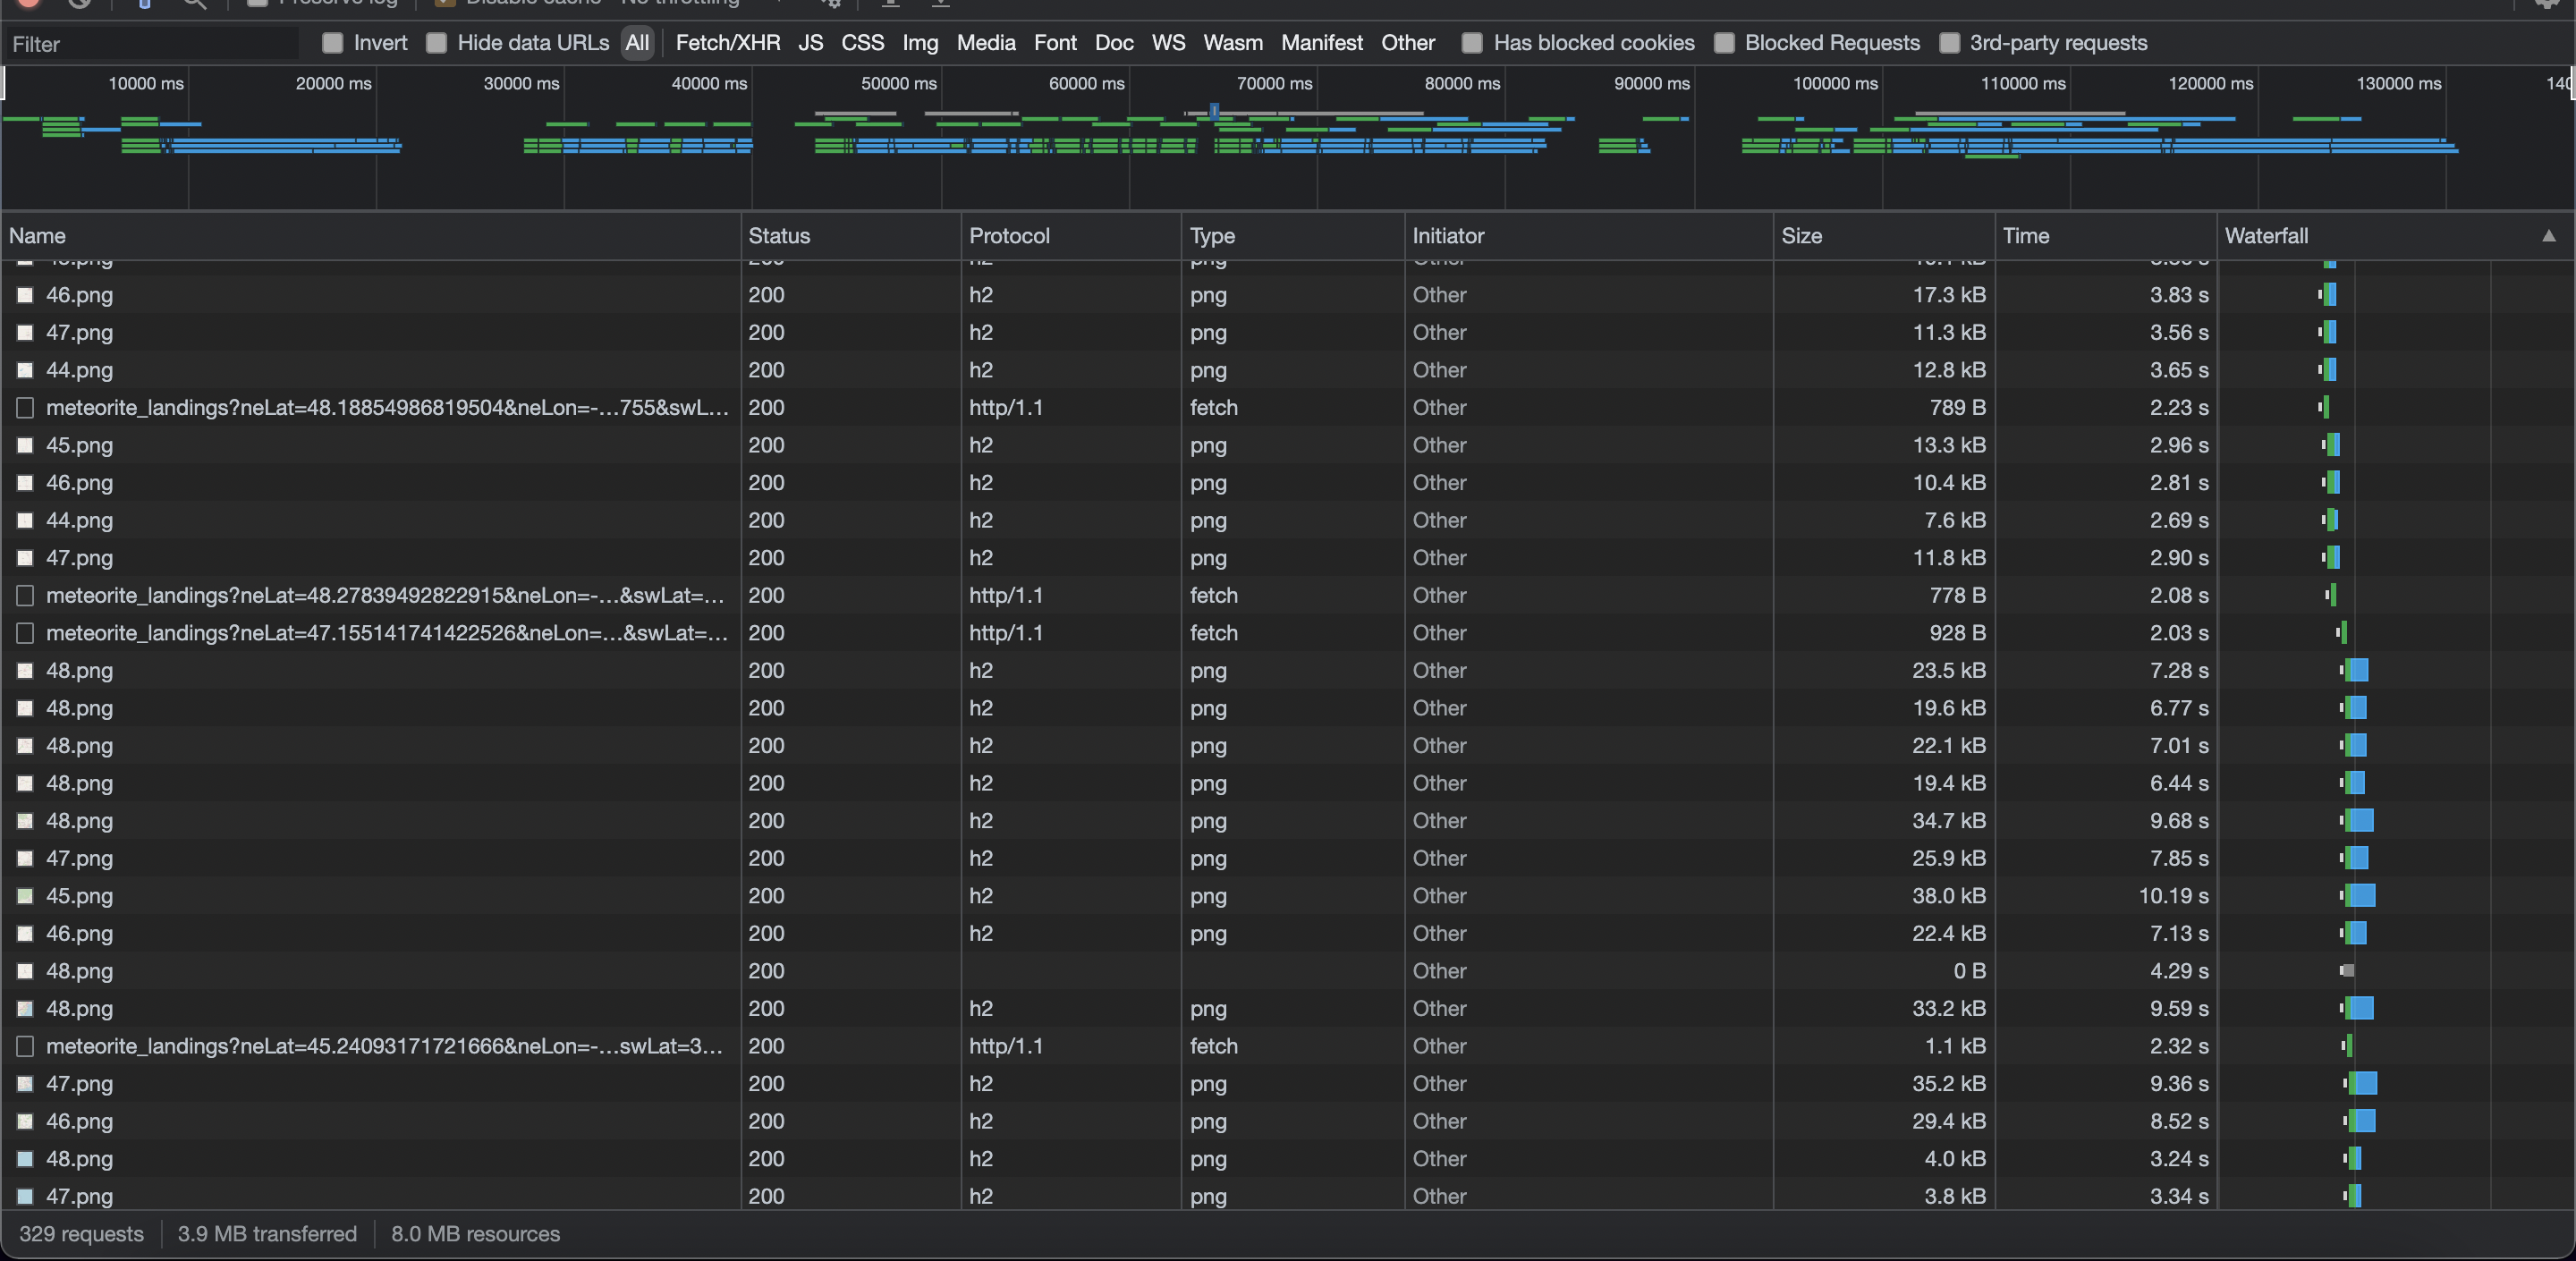 Preserve log Disable cache No throttling
Filter Invert Hide data URLs All Fetch/XHR JS CSS Img Media Font Doc WS Wasm Manifest Other Has blocked cookies Blocked Requests 3rd-party requests
10000 ms 20000 ms 30000 ms 40000 ms 50000 ms 60000 ms 70000 ms 80000 ms 90000 ms 100000 ms 110000 ms 120000 ms 130000 ms 140
Name Status Protocol Type Initiator Size Time Waterfall
46.png 200 h2 png Other 17.3 kB 3.83 s
47.png 200 h2 png Other 11.3 kB 3.56 s
44.png 200 h2 png Other 12.8 kB 3.65 s
meteorite_landings?neLat=48.18854986819504&neLon=-...755&swL... 200 http/1.1 fetch Other 789 B 2.23 s
45.png 200 h2 png Other 13.3 kB 2.96 s
46.png 200 h2 png Other 10.4 kB 2.81 s
44.png 200 h2 png Other 7.6 kB 2.69 s
47.png 200 h2 png Other 11.8 kB 2.90 s
meteorite_landings?neLat=48.27839492822915&neLon=-...&swLat=... 200 http/1.1 fetch Other 778 B 2.08 s
meteorite_landings?neLat=47.155141741422526&neLon=...&swLat=... 200 http/1.1 fetch Other 928 B 2.03 s
48.png 200 h2 png Other 23.5 kB 7.28 s
48.png 200 h2 png Other 19.6 kB 6.77 s
48.png 200 h2 png Other 22.1 kB 7.01 s
48.png 200 h2 png Other 19.4 kB 6.44 s
48.png 200 h2 png Other 34.7 kB 9.68 s
47.png 200 h2 png Other 25.9 kB 7.85 s
45.png 200 h2 png Other 38.0 kB 10.19 s
46.png 200 h2 png Other 22.4 kB 7.13 s
48.png 200 Other 0 B 4.29 s
48.png 200 h2 png Other 33.2 kB 9.59 s
meteorite_landings?neLat=45.24093171721666&neLon=-...swLat=3... 200 http/1.1 fetch Other 1.1 kB 2.32 s
47.png 200 h2 png Other 35.2 kB 9.36 s
46.png 200 h2 png Other 29.4 kB 8.52 s
48.png 200 h2 png Other 4.0 kB 3.24 s
47.png 200 h2 png Other 3.8 kB 3.34 s
329 requests 3.9 MB transferred 8.0 MB resources